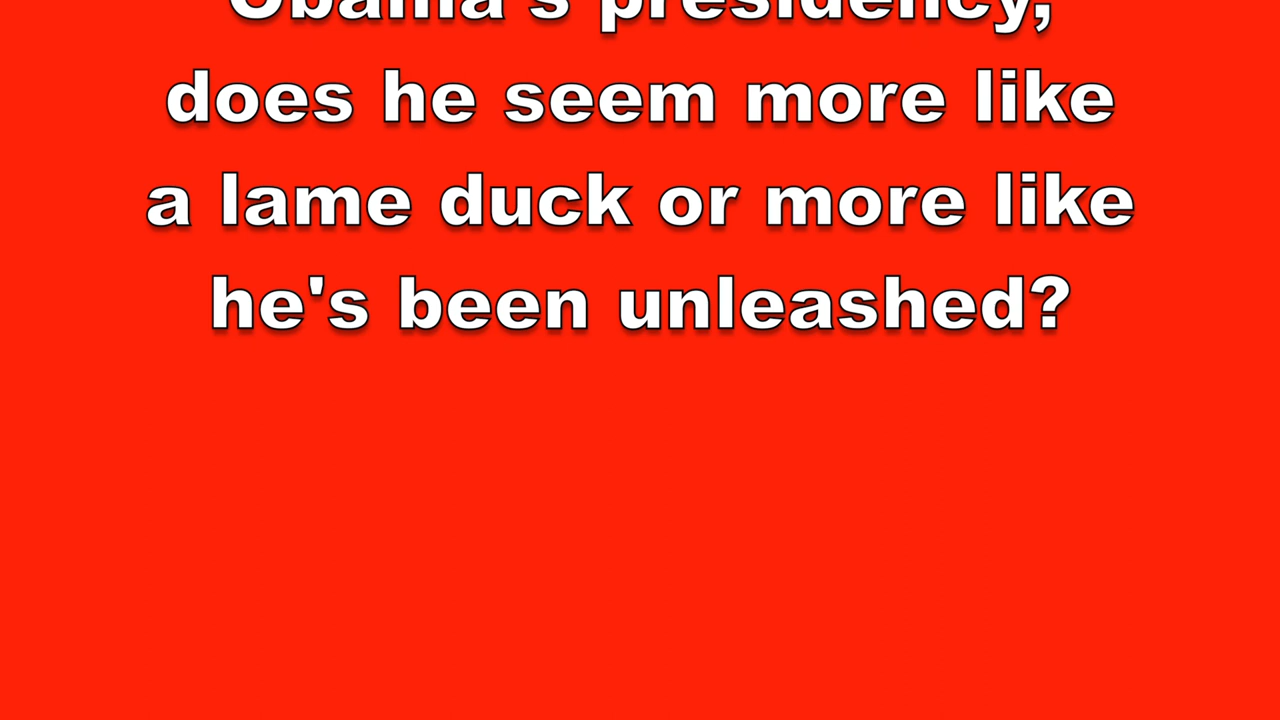 Obama's presidency,
does he seem more like
a lame duck or more like
he's been unleashed?